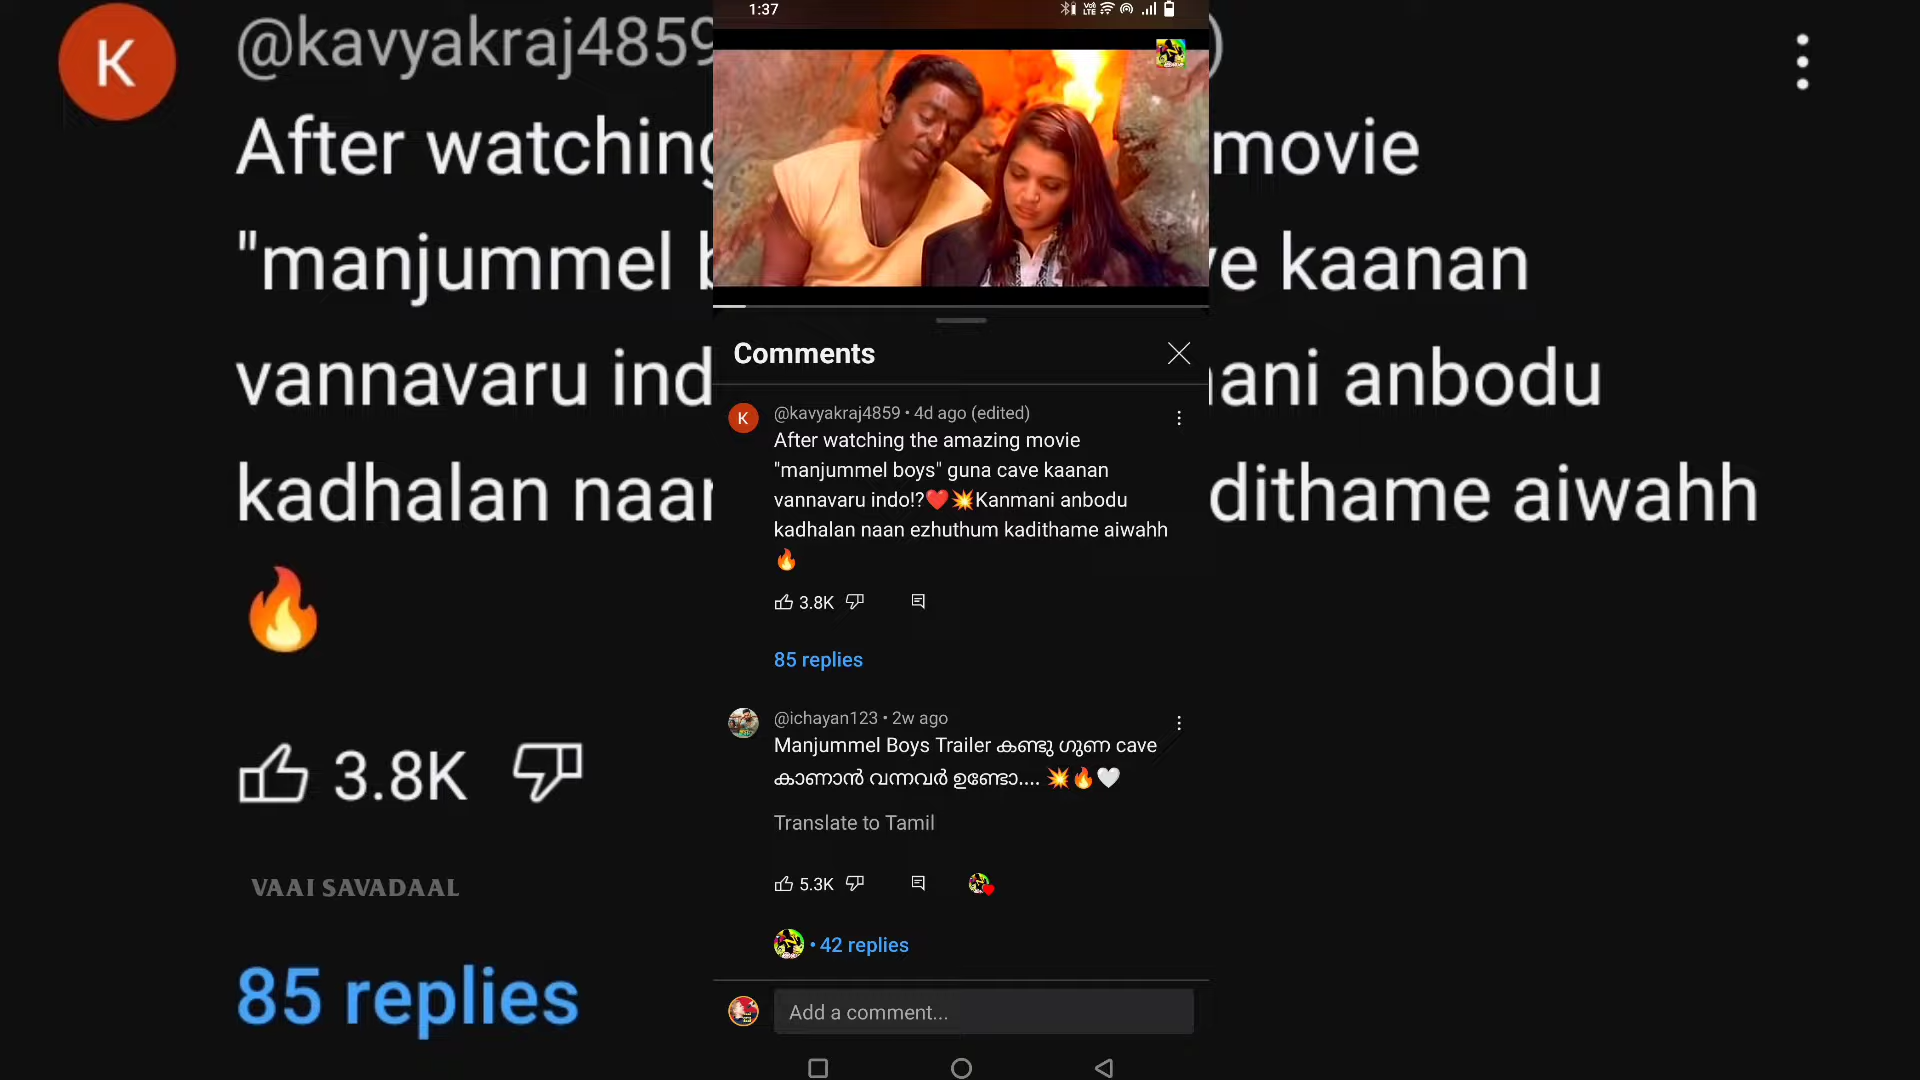 @kavyakraj4859
After watching movie
"manjummel ve kaanan
vannavaru ind ani anbodu
kadhalan naan dithame aiwahh
🔥
3.8K
VAAI SAVADAAL
85 replies
1:37
Comments
@kavyakraj4859 • 4d ago (edited)
After watching the amazing movie
"manjummel boys" guna cave kaanan
vannavaru indo!?❤️💥Kanmani anbodu
kadhalan naan ezhuthum kadithame aiwahh
🔥
3.8K
85 replies
@ichayan123 • 2w ago
Manjummel Boys Trailer കണ്ടു ഗുണ cave
കാണാൻ വന്നവർ ഉണ്ടോ.... 💥🔥🤍
Translate to Tamil
5.3K
• 42 replies
Add a comment...